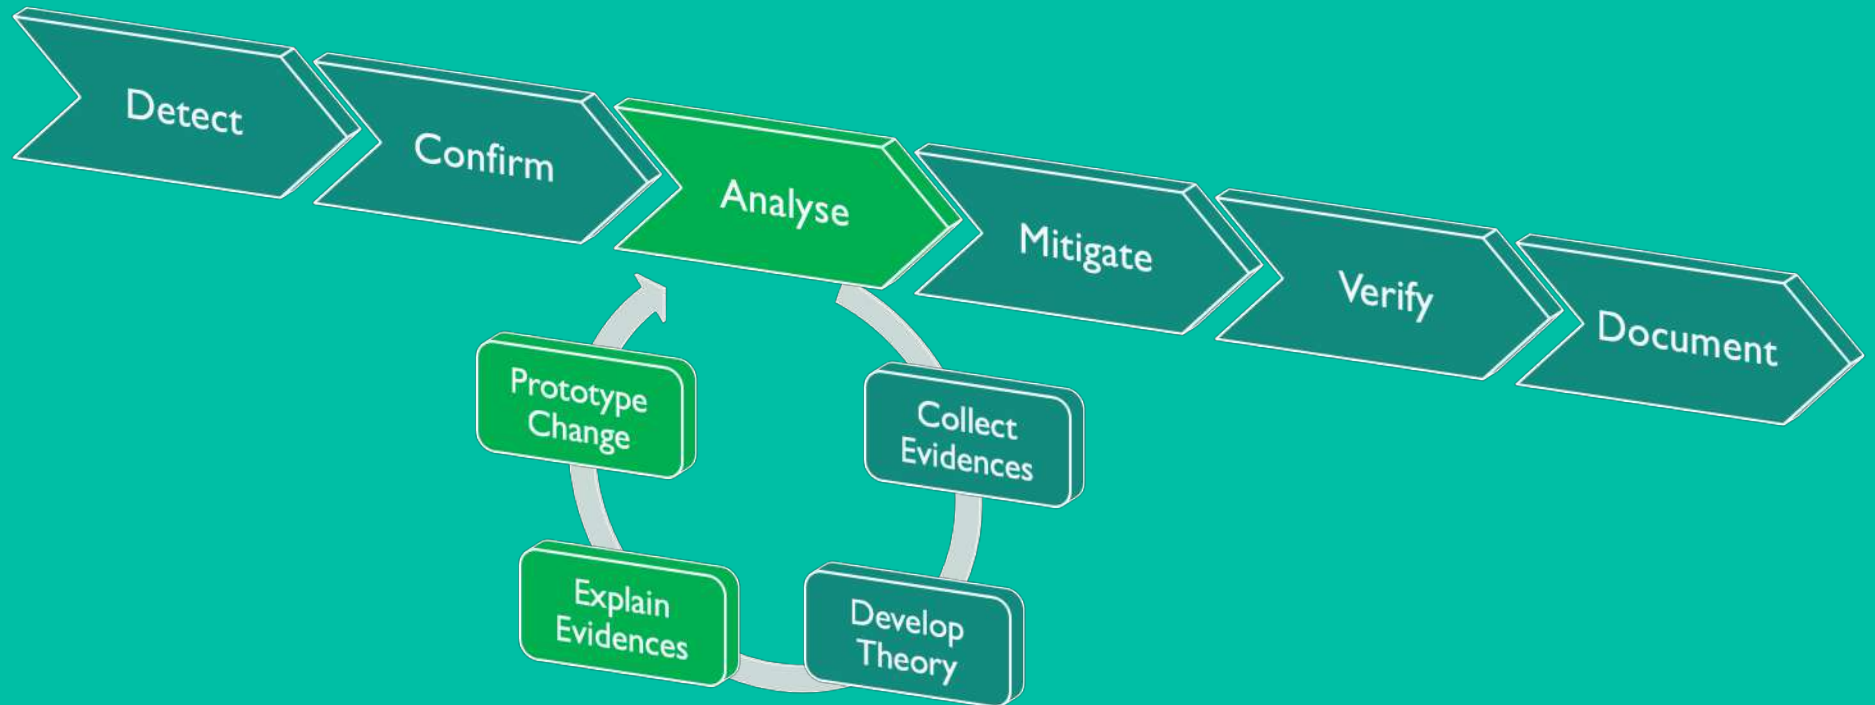 Detect
Confirm
Analyse
Mitigate
Verify
Document
Prototype
Change
Collect
Evidences
Explain
Evidences
Develop
Theory